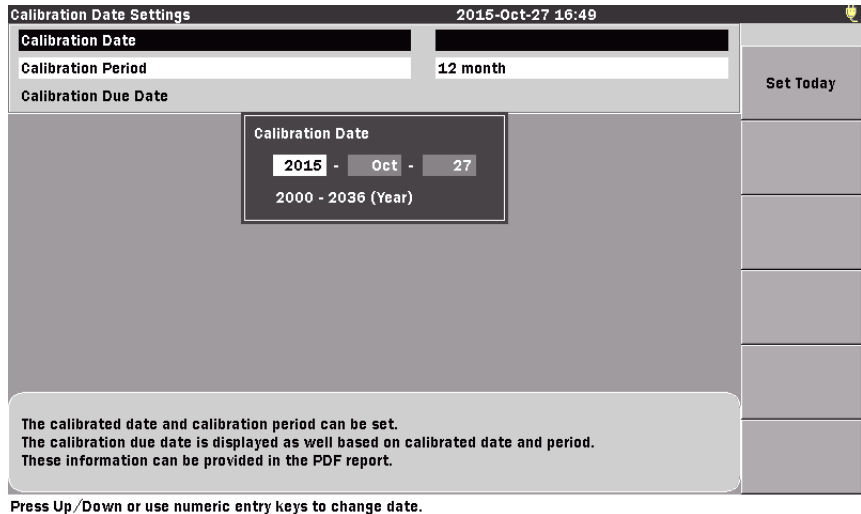 Calibration Date Settings 2015-Oct-27 16:49
Calibration Date
Calibration Period 12 month
Calibration Due Date
Set Today
Calibration Date
2015 - Oct - 27
2000 - 2036 (Year)
The calibrated date and calibration period can be set.
The calibration due date is displayed as well based on calibrated date and period.
These information can be provided in the PDF report.
Press Up/Down or use numeric entry keys to change date.